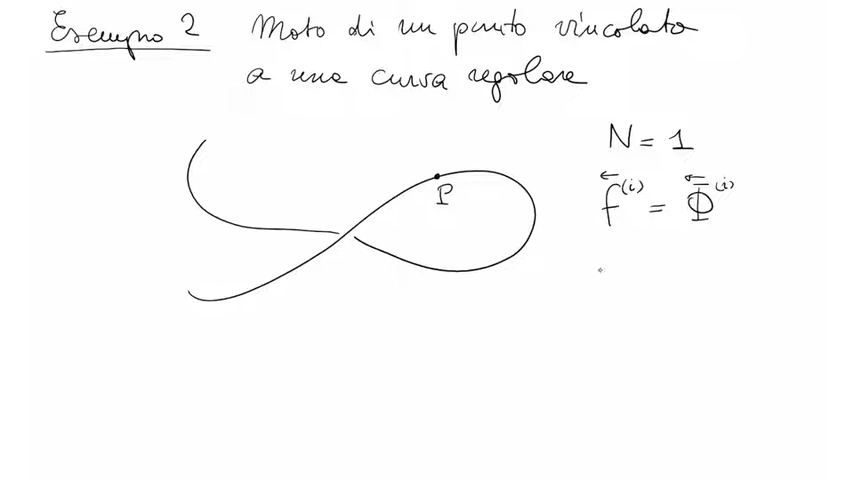 Esempio 2 Moto di un punto vincolato
a una curva regolare
N = 1
P
f⃖⁽ⁱ⁾ = Φ⃖⁽ⁱ⁾